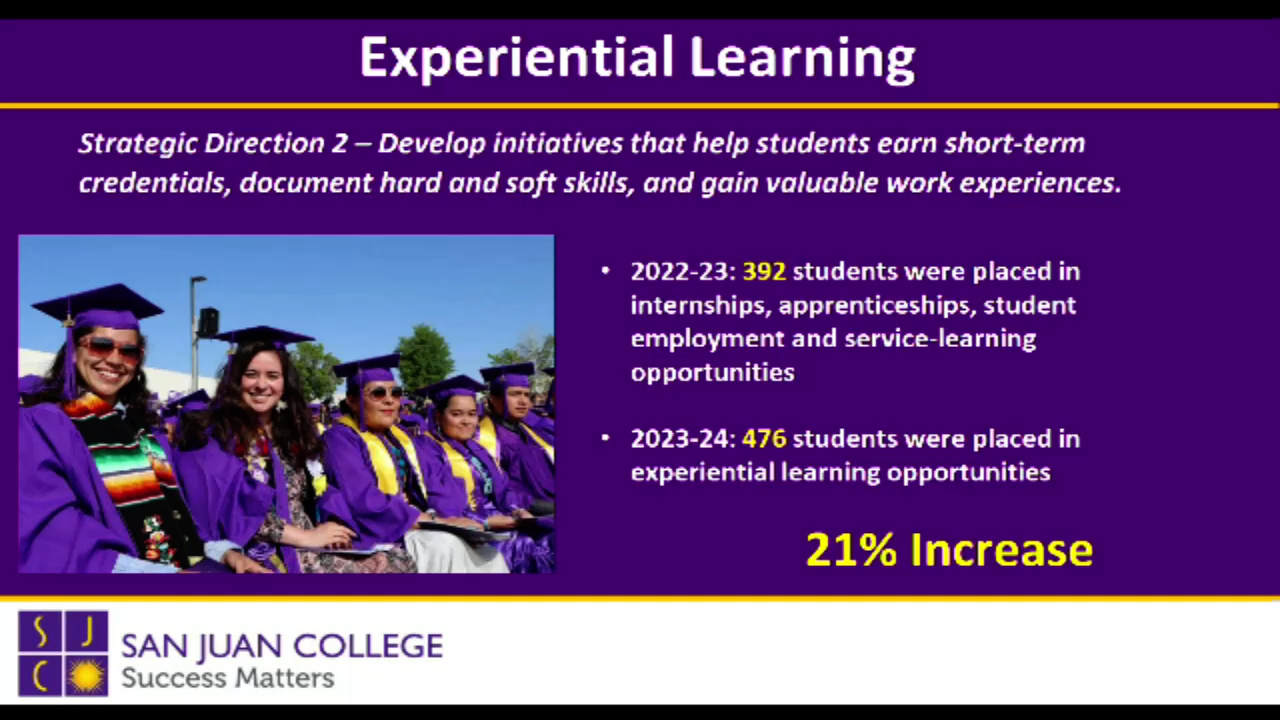 Experiential Learning
Strategic Direction 2 – Develop initiatives that help students earn short-term
credentials, document hard and soft skills, and gain valuable work experiences.
• 2022-23: 392 students were placed in
internships, apprenticeships, student
employment and service-learning
opportunities
• 2023-24: 476 students were placed in
experiential learning opportunities
21% Increase
S J
C
SAN JUAN COLLEGE
Success Matters